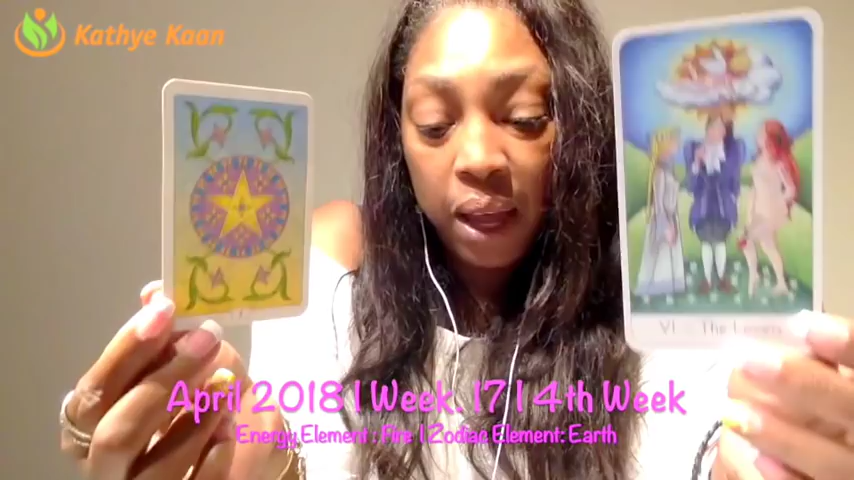 Kathye Kaan
VI The Lovers
April 2018 | Week. 17 | 4th Week
Energy Element : Fire | Zodiac Element: Earth